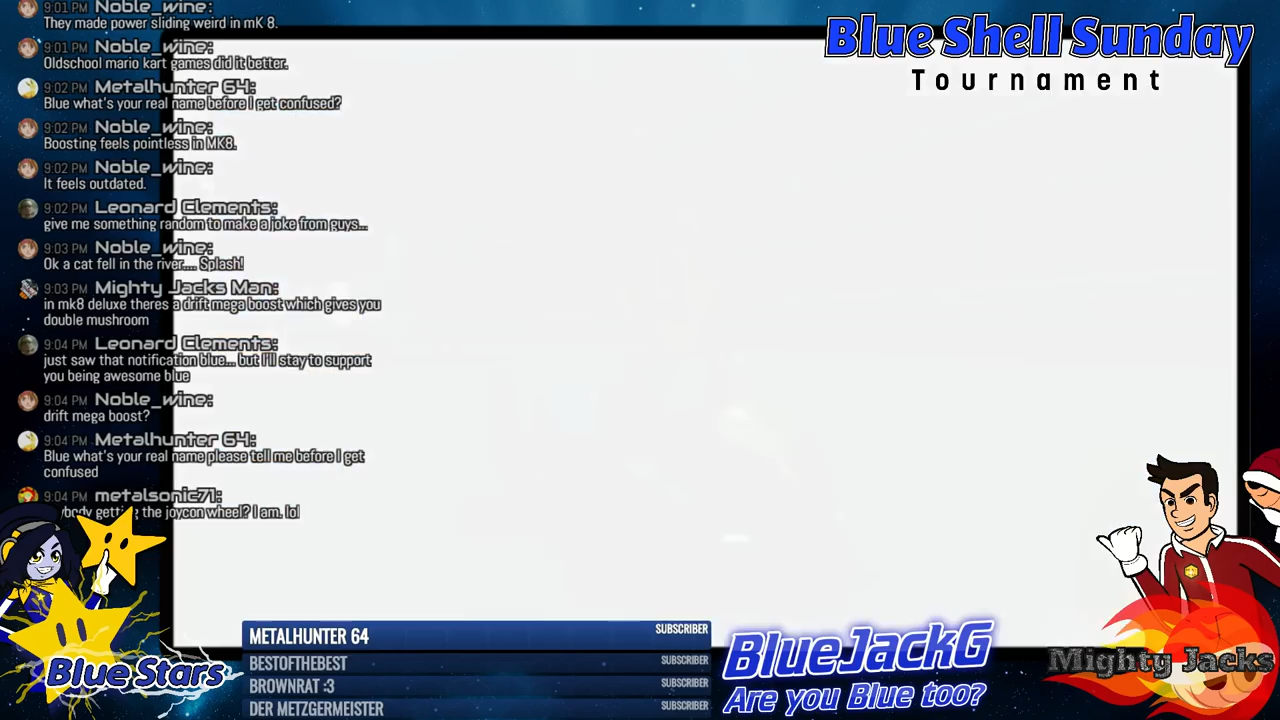 9:01 PM Noble_wine:
They made power sliding weird in mK 8.
9:01 PM Noble_wine:
Oldschool mario kart games did it better.
9:02 PM Metalhunter 64:
Blue what's your real name before I get confused?
9:02 PM Noble_wine:
Boosting feels pointless in MK8.
9:02 PM Noble_wine:
It feels outdated.
9:02 PM Leonard Clements:
give me something random to make a joke from guys...
9:03 PM Noble_wine:
Ok a cat fell in the river.... Splash!
9:03 PM Mighty Jacks Man:
in mk8 deluxe theres a drift mega boost which gives you
double mushroom
9:04 PM Leonard Clements:
just saw that notification blue... but I'll stay to support
you being awesome blue
9:04 PM Noble_wine:
drift mega boost?
9:04 PM Metalhunter 64:
Blue what's your real name please tell me before I get
confused
9:04 PM metalsonic71:
ybody getting the joycon wheel? I am. lol
Blue Shell Sunday
Tournament
Blue Stars
METALHUNTER 64 SUBSCRIBER
BESTOFTHEBEST SUBSCRIBER
BROWNRAT :3 SUBSCRIBER
DER METZGERMEISTER SUBSCRIBER
BlueJackG
Are you Blue too?
Mighty Jacks